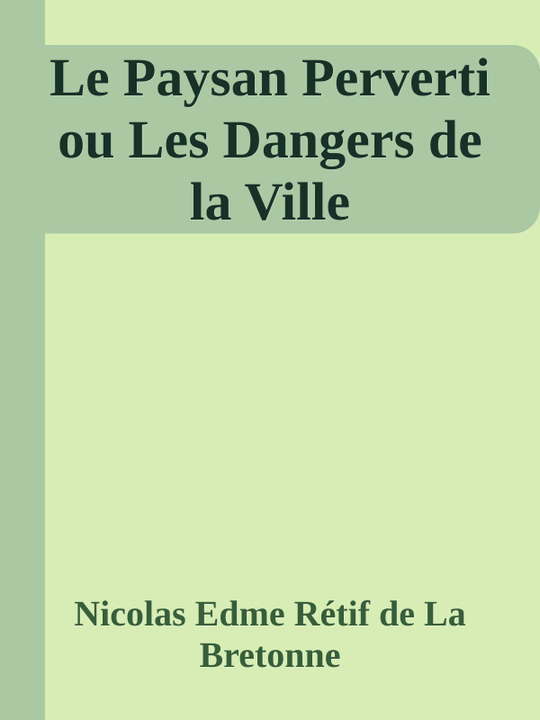 Le Paysan Perverti
ou Les Dangers de
la Ville
Nicolas Edme Rétif de La
Bretonne